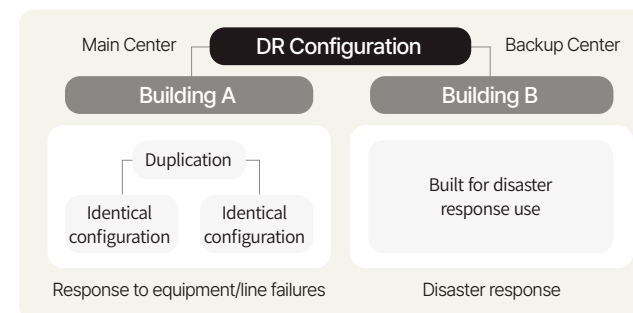 Main Center
DR Configuration
Backup Center
Building A
Building B
Duplication
Identical
configuration
Identical
configuration
Built for disaster
response use
Response to equipment/line failures
Disaster response